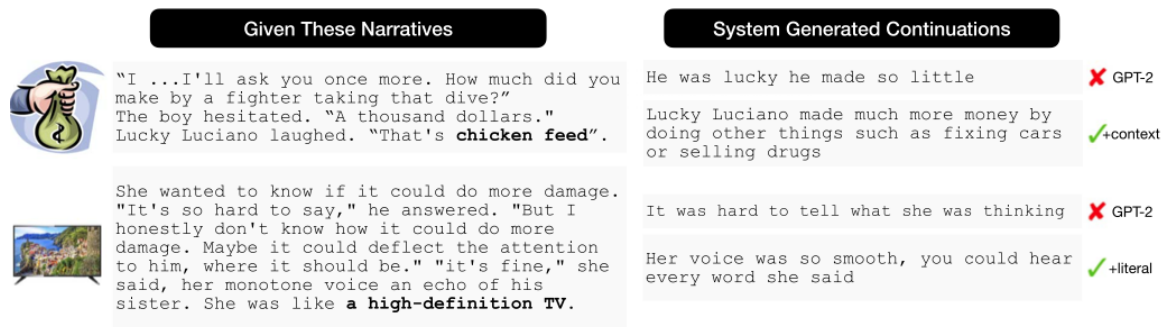 Given These Narratives
System Generated Continuations
“I ...I'll ask you once more. How much did you
make by a fighter taking that dive?”
The boy hesitated. “A thousand dollars."
Lucky Luciano laughed. “That's chicken feed”.
He was lucky he made so little
GPT-2
Lucky Luciano made much more money by
doing other things such as fixing cars
or selling drugs
+context
She wanted to know if it could do more damage.
"It's so hard to say," he answered. "But I
honestly don't know how it could do more
damage. Maybe it could deflect the attention
to him, where it should be." "it's fine," she
said, her monotone voice an echo of his
sister. She was like a high-definition TV.
It was hard to tell what she was thinking
GPT-2
Her voice was so smooth, you could hear
every word she said
+literal